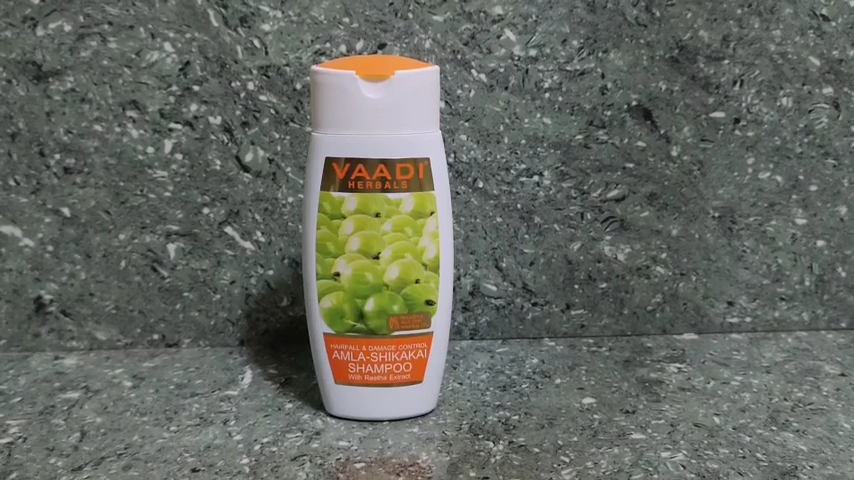 VAADI
HERBALS
HAIRFALL & DAMAGE CONTROL
AMLA-SHIKAKAI
SHAMPOO
With Reetha Extract